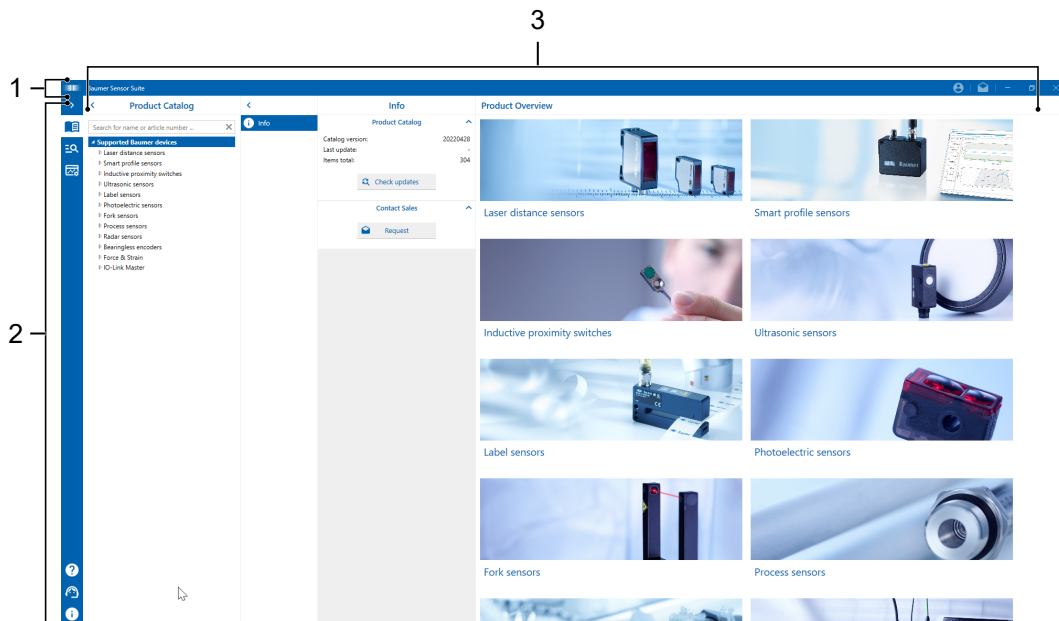 3
1
2
Baumer Sensor Suite
Product Catalog
Search for name or article number ...
Supported Baumer devices
Laser distance sensors
Smart profile sensors
Inductive proximity switches
Ultrasonic sensors
Label sensors
Photoelectric sensors
Fork sensors
Process sensors
Radar sensors
Bearingless encoders
Force & Strain
IO-Link Master
Info
Info
Product Catalog
Catalog version: 20220428
Last update: -
Items total: 304
Check updates
Contact Sales
Request
Product Overview
Baumer
Laser distance sensors
Smart profile sensors
Inductive proximity switches
Ultrasonic sensors
Label sensors
Photoelectric sensors
Fork sensors
Process sensors